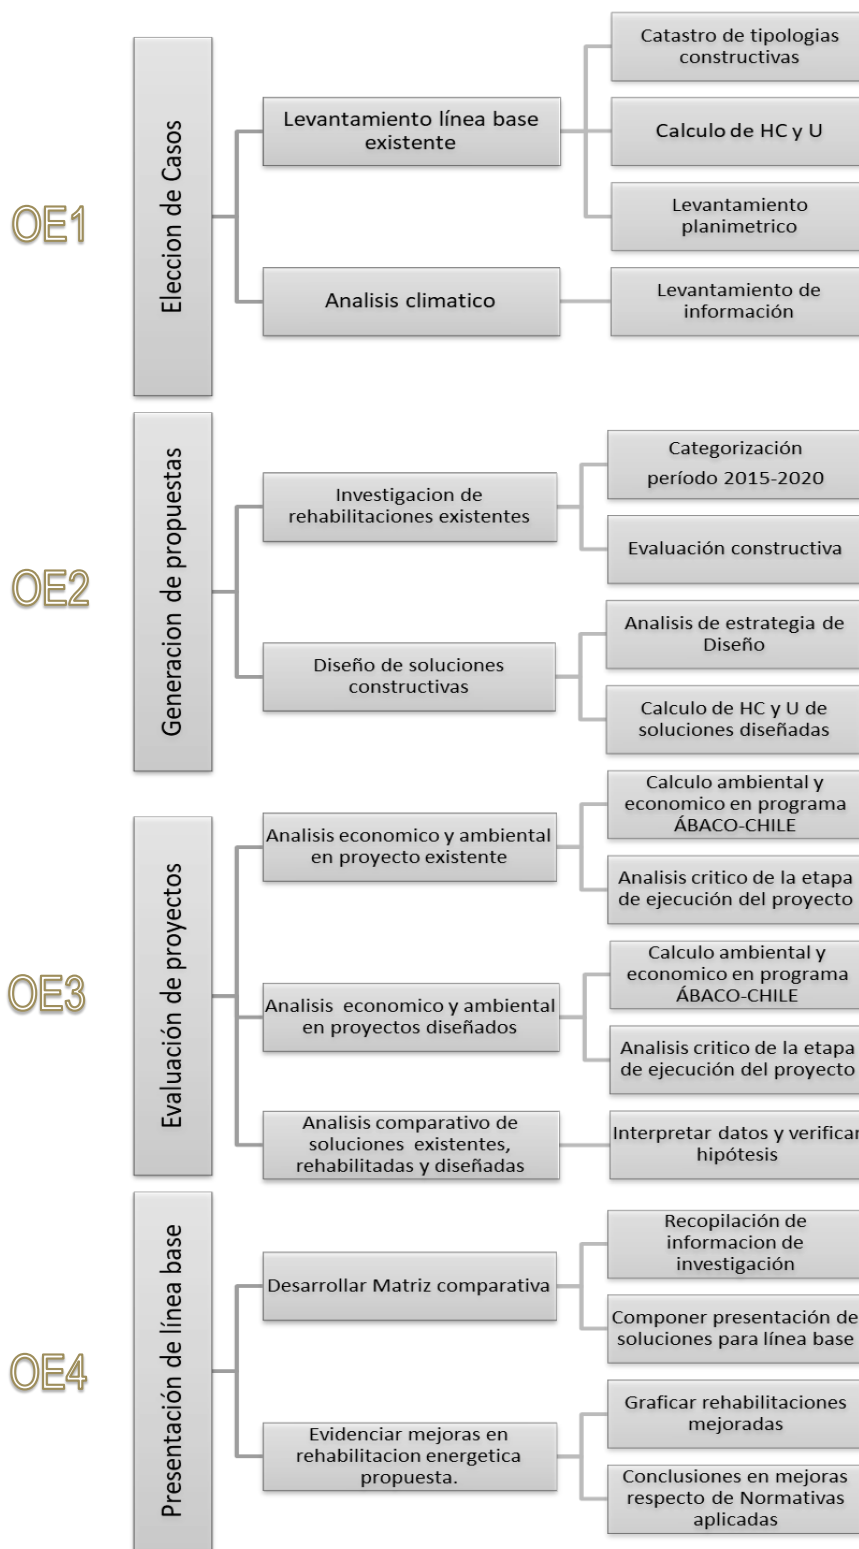 OE1
Eleccion de Casos
Levantamiento línea base
existente
Catastro de tipologias
constructivas
Calculo de HC y U
Levantamiento
planimetrico
Analisis climatico
Levantamiento de
información
OE2
Generacion de propuestas
Investigacion de
rehabilitaciones existentes
Categorización
período 2015-2020
Evaluación constructiva
Diseño de soluciones
constructivas
Analisis de estrategia de
Diseño
Calculo de HC y U de
soluciones diseñadas
OE3
Evaluación de proyectos
Analisis economico y ambiental
en proyecto existente
Calculo ambiental y
economico en programa
ÁBACO-CHILE
Analisis critico de la etapa
de ejecución del proyecto
Analisis economico y ambiental
en proyectos diseñados
Calculo ambiental y
economico en programa
ÁBACO-CHILE
Analisis critico de la etapa
de ejecución del proyecto
Analisis comparativo de
soluciones existentes,
rehabilitadas y diseñadas
Interpretar datos y verificar
hipótesis
OE4
Presentación de línea base
Desarrollar Matriz comparativa
Recopilación de
informacion de
investigación
Componer presentación de
soluciones para línea base
Evidenciar mejoras en
rehabilitacion energetica
propuesta.
Graficar rehabilitaciones
mejoradas
Conclusiones en mejoras
respecto de Normativas
aplicadas